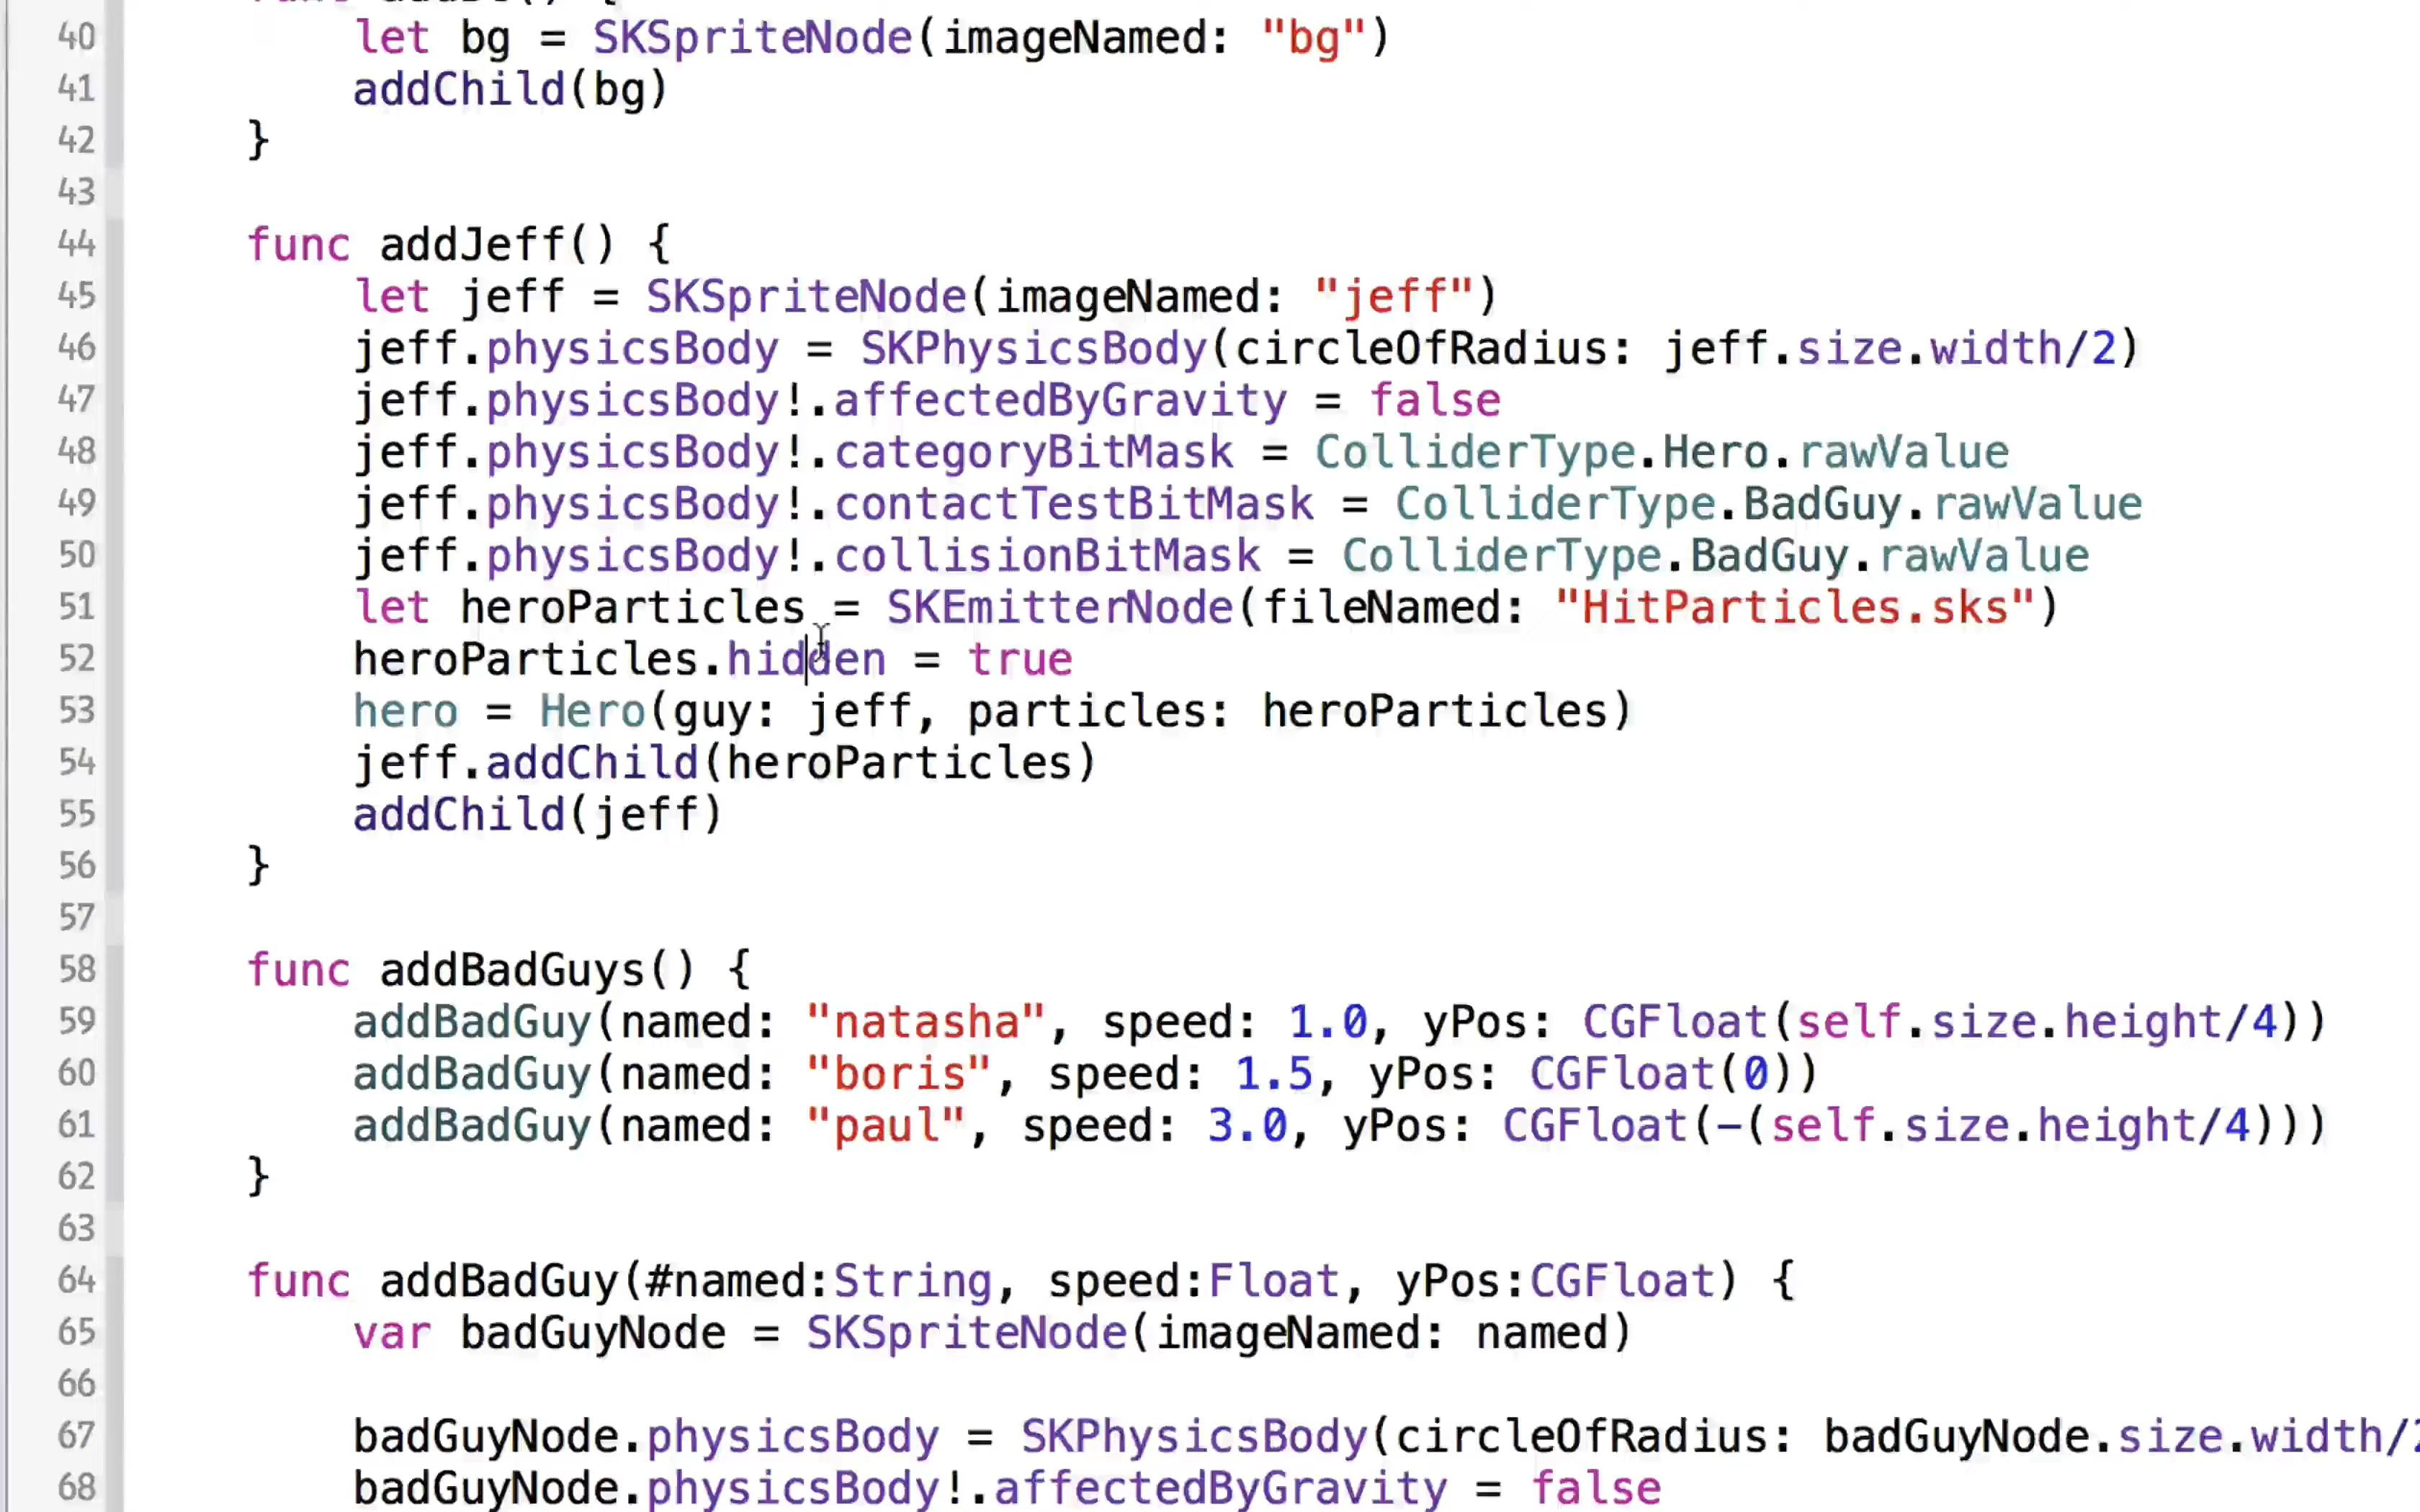 40 let bg = SKSpriteNode(imageNamed: "bg")
41 addChild(bg)
42 }
43
44 func addJeff() {
45 let jeff = SKSpriteNode(imageNamed: "jeff")
46 jeff.physicsBody = SKPhysicsBody(circleOfRadius: jeff.size.width/2)
47 jeff.physicsBody!.affectedByGravity = false
48 jeff.physicsBody!.categoryBitMask = ColliderType.Hero.rawValue
49 jeff.physicsBody!.contactTestBitMask = ColliderType.BadGuy.rawValue
50 jeff.physicsBody!.collisionBitMask = ColliderType.BadGuy.rawValue
51 let heroParticles = SKEmitterNode(fileNamed: "HitParticles.sks")
52 heroParticles.hidden = true
53 hero = Hero(guy: jeff, particles: heroParticles)
54 jeff.addChild(heroParticles)
55 addChild(jeff)
56 }
57
58 func addBadGuys() {
59 addBadGuy(named: "natasha", speed: 1.0, yPos: CGFloat(self.size.height/4))
60 addBadGuy(named: "boris", speed: 1.5, yPos: CGFloat(0))
61 addBadGuy(named: "paul", speed: 3.0, yPos: CGFloat(-(self.size.height/4)))
62 }
63
64 func addBadGuy(#named:String, speed:Float, yPos:CGFloat) {
65 var badGuyNode = SKSpriteNode(imageNamed: named)
66
67 badGuyNode.physicsBody = SKPhysicsBody(circleOfRadius: badGuyNode.size.width/2
68 badGuyNode.physicsBody!.affectedByGravity = false